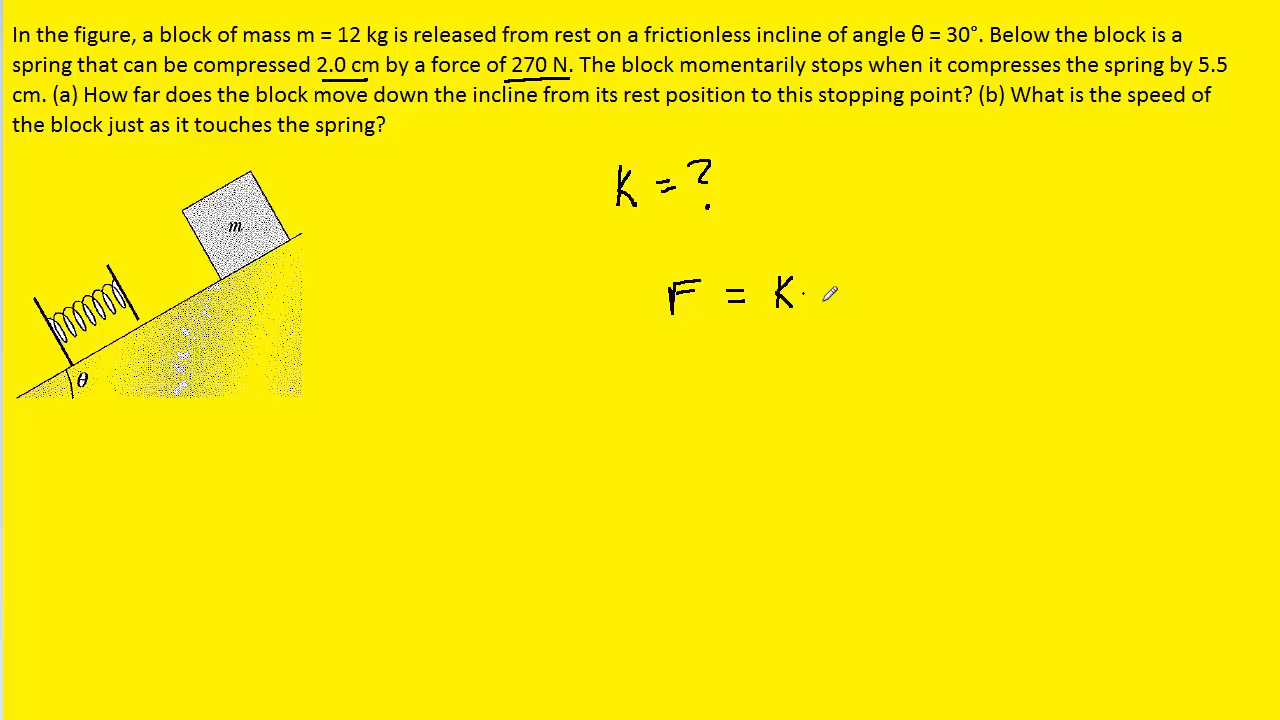 In the figure, a block of mass m = 12 kg is released from rest on a frictionless incline of angle θ = 30°. Below the block is a
spring that can be compressed 2.0 cm by a force of 270 N. The block momentarily stops when it compresses the spring by 5.5
cm. (a) How far does the block move down the incline from its rest position to this stopping point? (b) What is the speed of
the block just as it touches the spring?
K = ?
m
F = K ·
θ